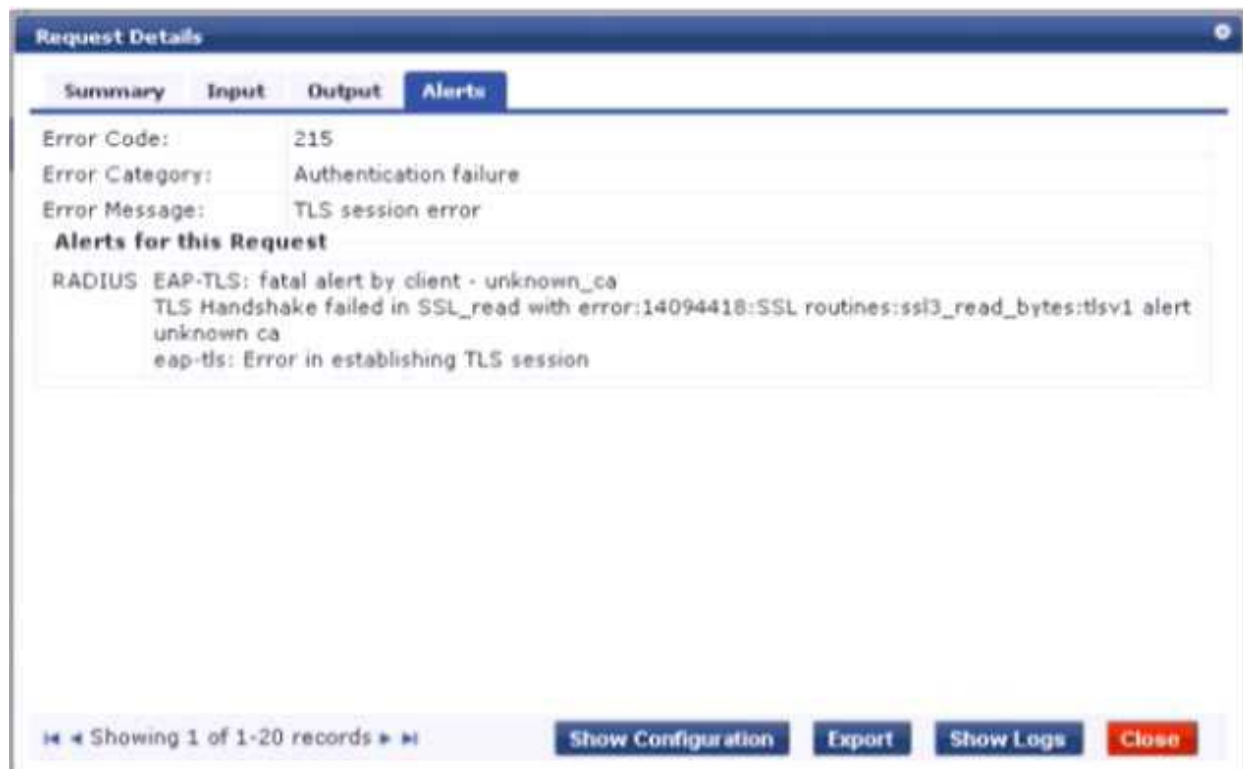 Request Details
Summary Input Output Alerts
Error Code: 215
Error Category: Authentication failure
Error Message: TLS session error
Alerts for this Request
RADIUS EAP-TLS: fatal alert by client - unknown_ca
TLS Handshake failed in SSL_read with error:14094418:SSL routines:ssl3_read_bytes:tlsv1 alert
unknown ca
eap-tls: Error in establishing TLS session
Showing 1 of 1-20 records Show Configuration Export Show Logs Close